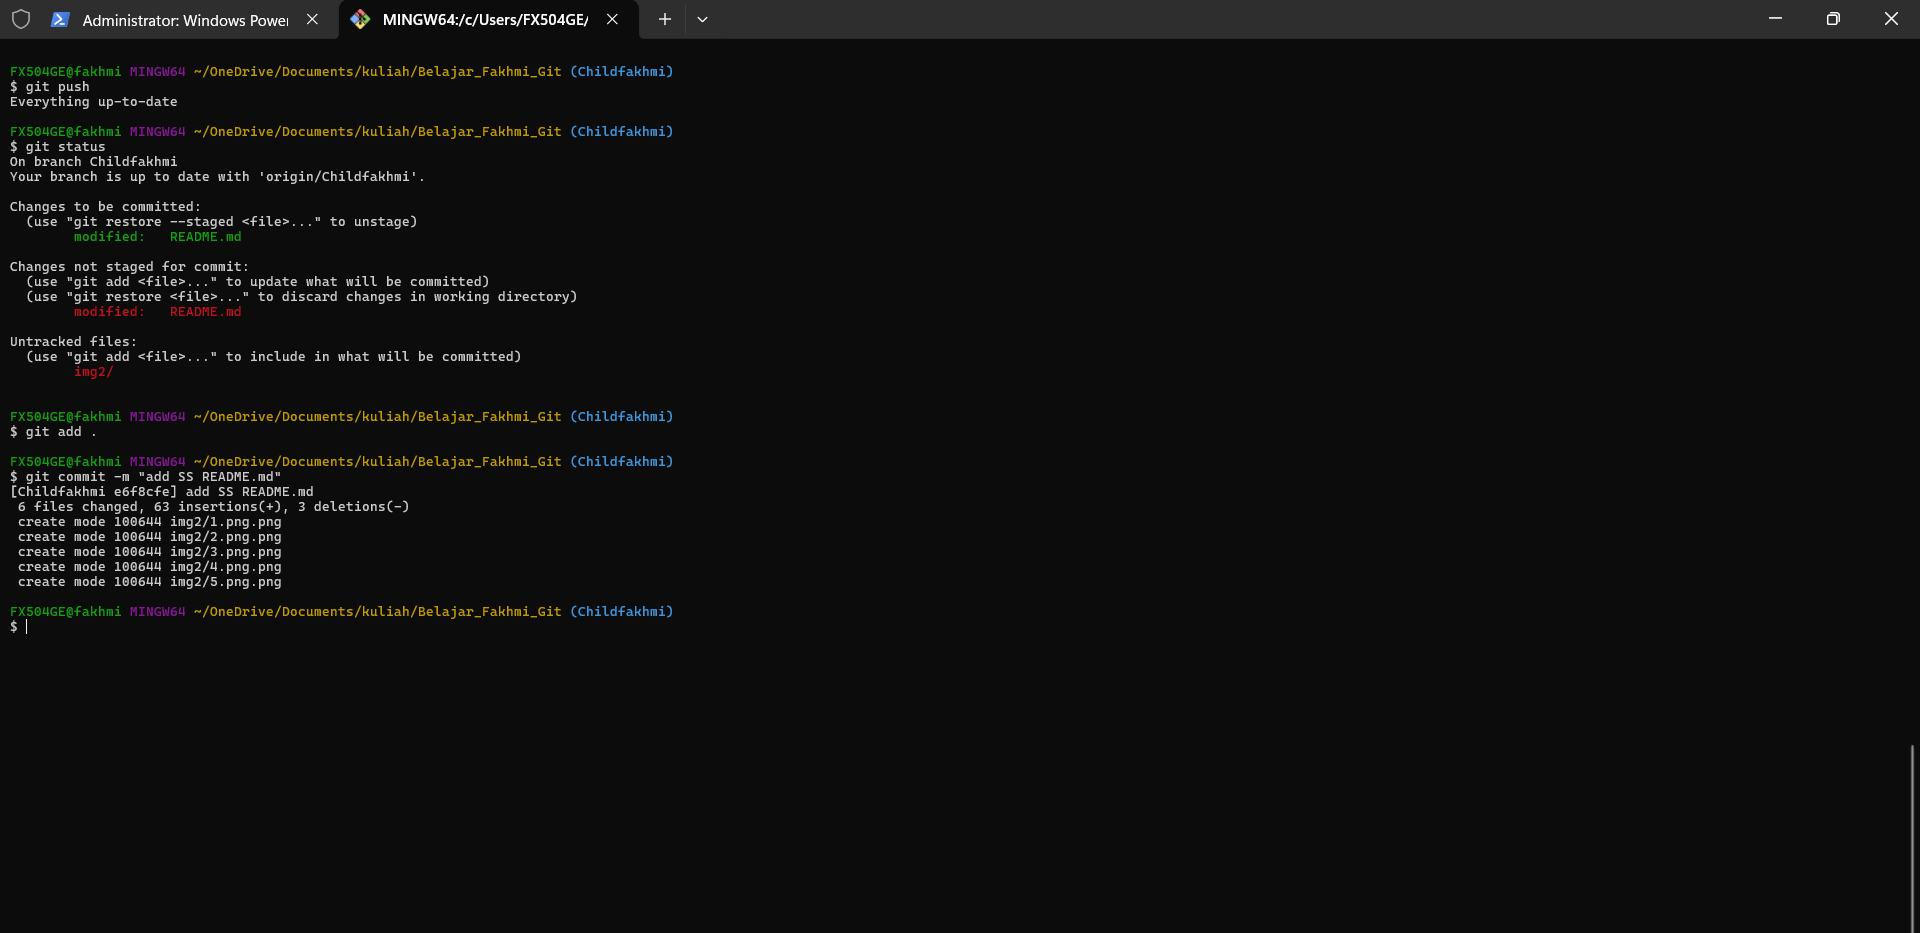 Administrator: Windows Power
MINGW64:/c/Users/FX504GE/
FX504GE@fakhmi MINGW64 ~/OneDrive/Documents/kuliah/Belajar_Fakhmi_Git (Childfakhmi)
$ git push
Everything up-to-date
FX504GE@fakhmi MINGW64 ~/OneDrive/Documents/kuliah/Belajar_Fakhmi_Git (Childfakhmi)
$ git status
On branch Childfakhmi
Your branch is up to date with 'origin/Childfakhmi'.
Changes to be committed:
  (use "git restore --staged <file>..." to unstage)
        modified:   README.md
Changes not staged for commit:
  (use "git add <file>..." to update what will be committed)
  (use "git restore <file>..." to discard changes in working directory)
        modified:   README.md
Untracked files:
  (use "git add <file>..." to include in what will be committed)
        img2/
FX504GE@fakhmi MINGW64 ~/OneDrive/Documents/kuliah/Belajar_Fakhmi_Git (Childfakhmi)
$ git add .
FX504GE@fakhmi MINGW64 ~/OneDrive/Documents/kuliah/Belajar_Fakhmi_Git (Childfakhmi)
$ git commit -m "add SS README.md"
[Childfakhmi e6f8cfe] add SS README.md
 6 files changed, 63 insertions(+), 3 deletions(-)
 create mode 100644 img2/1.png.png
 create mode 100644 img2/2.png.png
 create mode 100644 img2/3.png.png
 create mode 100644 img2/4.png.png
 create mode 100644 img2/5.png.png
FX504GE@fakhmi MINGW64 ~/OneDrive/Documents/kuliah/Belajar_Fakhmi_Git (Childfakhmi)
$